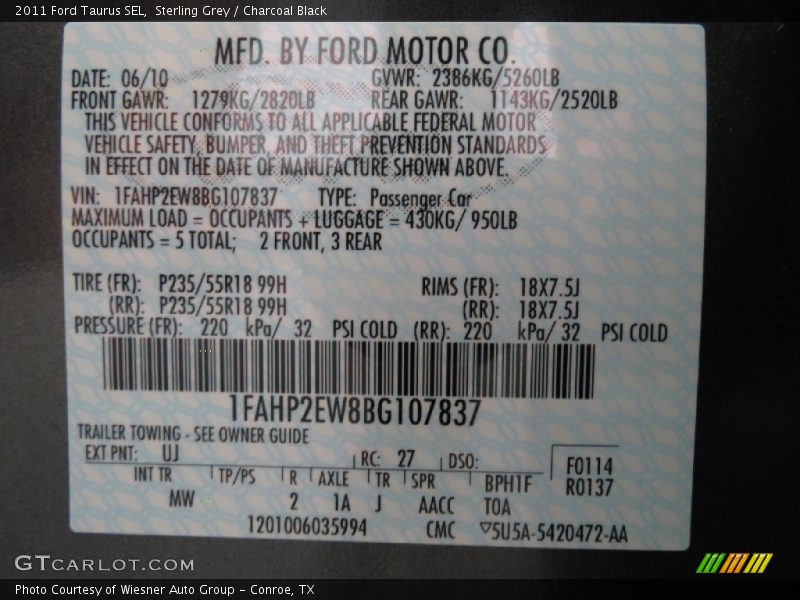 2011 Ford Taurus SEL,  Sterling Grey / Charcoal Black
MFD. BY FORD MOTOR CO.
DATE: 06/10 GVWR: 2386KG/5260LB
FRONT GAWR: 1279KG/2820LB REAR GAWR: 1143KG/2520LB
THIS VEHICLE CONFORMS TO ALL APPLICABLE FEDERAL MOTOR
VEHICLE SAFETY, BUMPER, AND THEFT PREVENTION STANDARDS
IN EFFECT ON THE DATE OF MANUFACTURE SHOWN ABOVE.
VIN: 1FAHP2EW8BG107837 TYPE: Passenger Car
MAXIMUM LOAD = OCCUPANTS + LUGGAGE = 430KG/ 950LB
OCCUPANTS = 5 TOTAL; 2 FRONT, 3 REAR
TIRE (FR): P235/55R18 99H RIMS (FR): 18X7.5J
(RR): P235/55R18 99H (RR): 18X7.5J
PRESSURE (FR): 220 kPa/ 32 PSI COLD (RR): 220 kPa/ 32 PSI COLD
1FAHP2EW8BG107837
TRAILER TOWING - SEE OWNER GUIDE
EXT PNT: UJ RC: 27 DSO: F0114
INT TR TP/PS R AXLE TR SPR BPH1F R0137
MW 2 1A J AACC TOA
1201006035994 CMC ▽5U5A-5420472-AA
GTCARLOT.COM
Photo Courtesy of Wiesner Auto Group - Conroe, TX